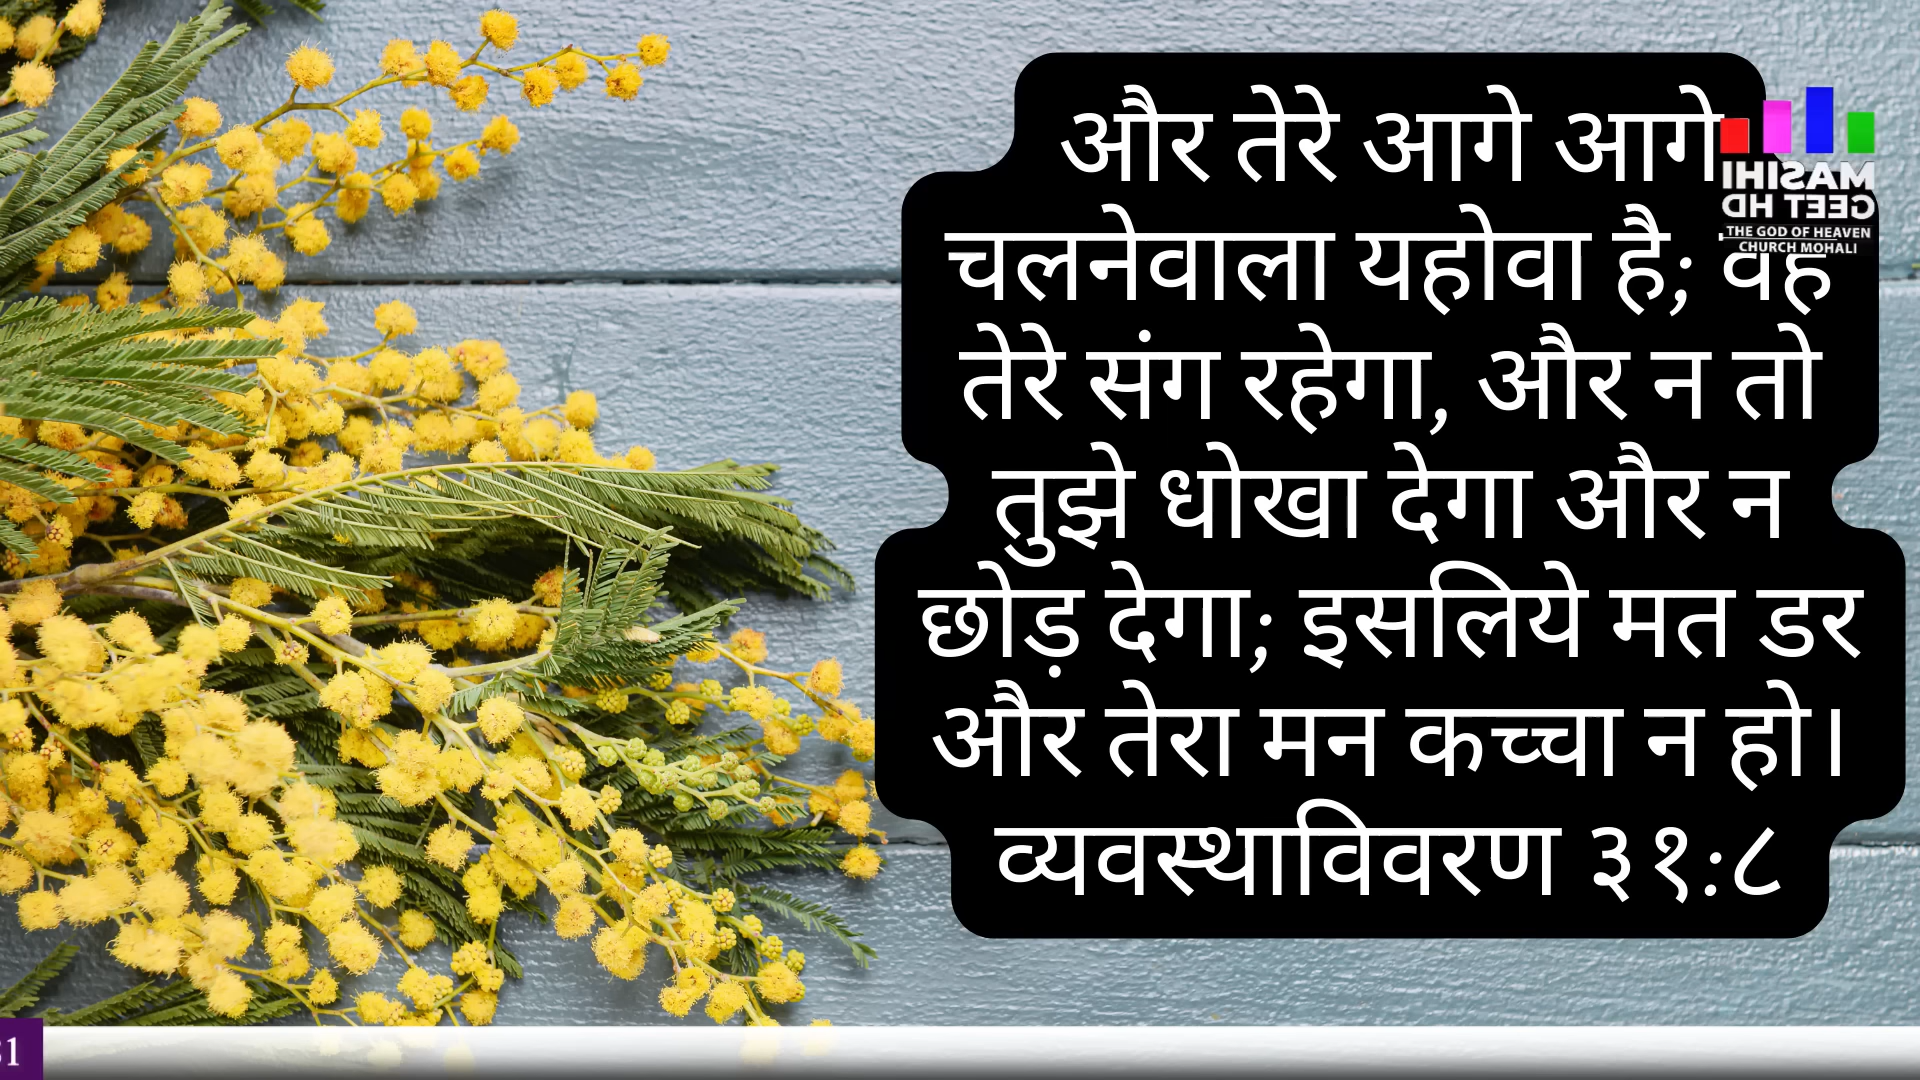 और तेरे आगे आगे
चलनेवाला यहोवा है; वह
तेरे संग रहेगा, और न तो
तुझे धोखा देगा और न
छोड़ देगा; इसलिये मत डर
और तेरा मन कच्चा न हो।
व्यवस्थाविवरण ३१:८
MASIHI
GEET HD
THE GOD OF HEAVEN
CHURCH MOHALI
31